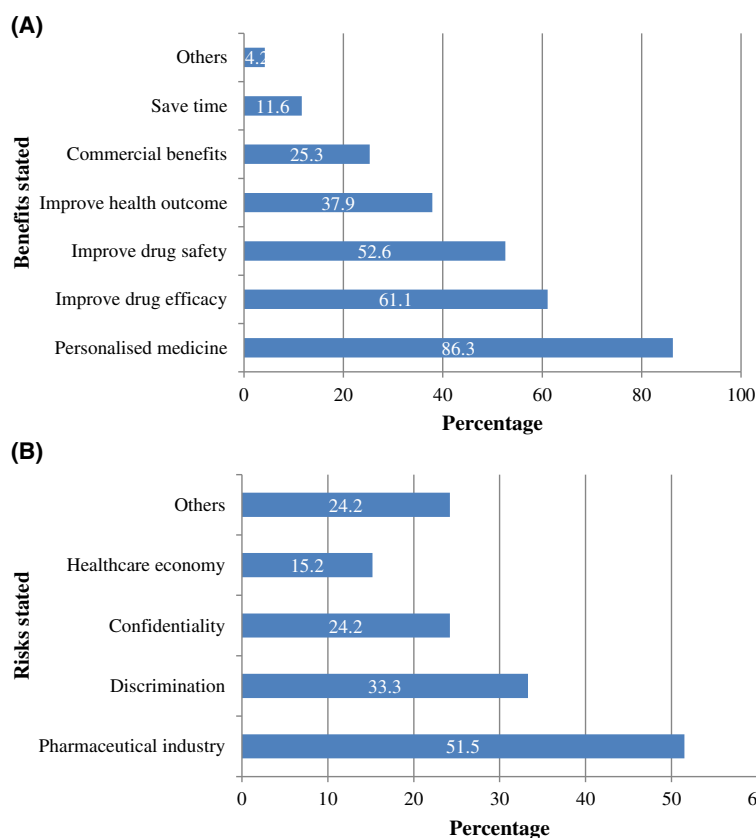 (A)
Benefits stated
Others
4.2
Save time
11.6
Commercial benefits
25.3
Improve health outcome
37.9
Improve drug safety
52.6
Improve drug efficacy
61.1
Personalised medicine
86.3
0 20 40 60 80 100
Percentage
(B)
Risks stated
Others
24.2
Healthcare economy
15.2
Confidentiality
24.2
Discrimination
33.3
Pharmaceutical industry
51.5
0 10 20 30 40 50
Percentage